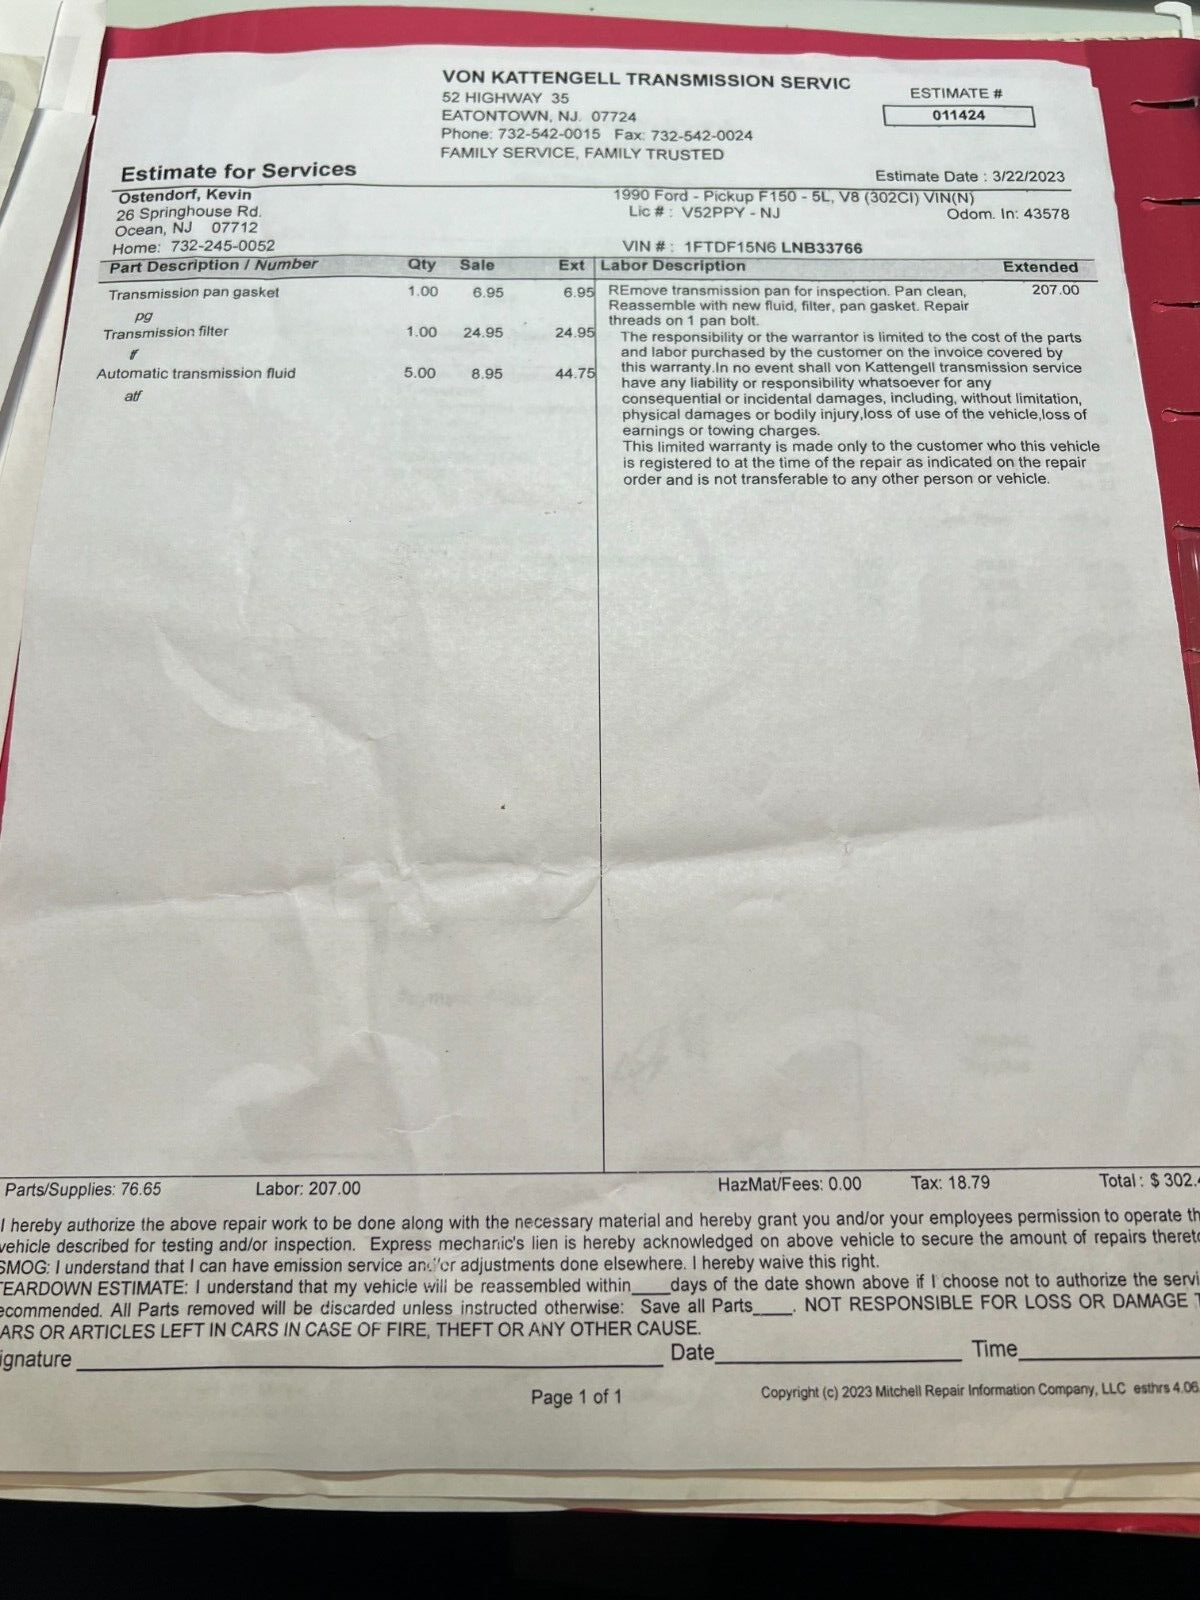 VON KATTENGELL TRANSMISSION SERVIC
52 HIGHWAY 35
EATONTOWN, NJ. 07724
Phone: 732-542-0015 Fax: 732-542-0024
FAMILY SERVICE, FAMILY TRUSTED
ESTIMATE #
011424
Estimate for Services
Estimate Date : 3/22/2023
Ostendorf, Kevin
26 Springhouse Rd.
Ocean, NJ 07712
Home: 732-245-0052
1990 Ford - Pickup F150 - 5L, V8 (302CI) VIN(N)
Lic # : V52PPY - NJ Odom. In: 43578
VIN # : 1FTDF15N6 LNB33766
Part Description / Number Qty Sale Ext Labor Description Extended
Transmission pan gasket 1.00 6.95 6.95
pg
Transmission filter 1.00 24.95 24.95
tf
Automatic transmission fluid 5.00 8.95 44.75
atf
REmove transmission pan for inspection. Pan clean, 207.00
Reassemble with new fluid, filter, pan gasket. Repair
threads on 1 pan bolt.
The responsibility or the warrantor is limited to the cost of the parts
and labor purchased by the customer on the invoice covered by
this warranty.In no event shall von Kattengell transmission service
have any liability or responsibility whatsoever for any
consequential or incidental damages, including, without limitation,
physical damages or bodily injury,loss of use of the vehicle,loss of
earnings or towing charges.
This limited warranty is made only to the customer who this vehicle
is registered to at the time of the repair as indicated on the repair
order and is not transferable to any other person or vehicle.
Parts/Supplies: 76.65 Labor: 207.00 HazMat/Fees: 0.00 Tax: 18.79 Total : $ 302.4
I hereby authorize the above repair work to be done along with the necessary material and hereby grant you and/or your employees permission to operate th
vehicle described for testing and/or inspection. Express mechanic's lien is hereby acknowledged on above vehicle to secure the amount of repairs thereto
SMOG: I understand that I can have emission service and/or adjustments done elsewhere. I hereby waive this right.
TEARDOWN ESTIMATE: I understand that my vehicle will be reassembled within____days of the date shown above if I choose not to authorize the servi
ecommended. All Parts removed will be discarded unless instructed otherwise: Save all Parts____. NOT RESPONSIBLE FOR LOSS OR DAMAGE T
ARS OR ARTICLES LEFT IN CARS IN CASE OF FIRE, THEFT OR ANY OTHER CAUSE.
ignature Date Time
Page 1 of 1
Copyright (c) 2023 Mitchell Repair Information Company, LLC esthrs 4.06